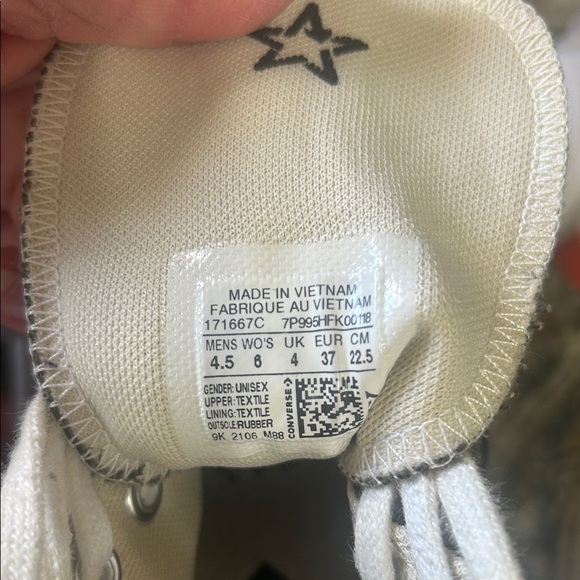 MADE IN VIETNAM
FABRIQUE AU VIETNAM
171667C 7P995HFK00118
MENS WO'S UK EUR CM
4.5 6 4 37 22.5
GENDER: UNISEX
UPPER: TEXTILE
LINING: TEXTILE
OUTSOLE: RUBBER
9K 2106 M88
CONVERSE